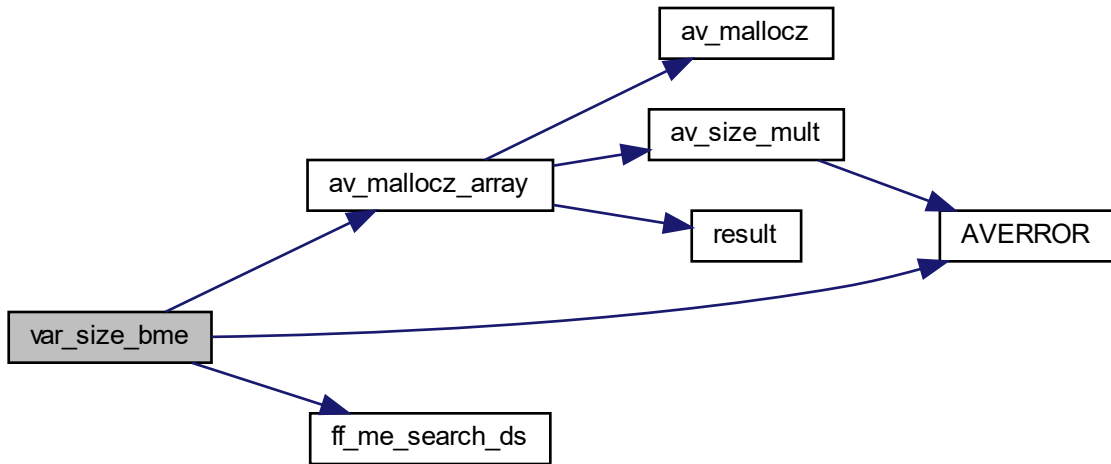 av_mallocz
av_size_mult
av_mallocz_array
result
AVERROR
var_size_bme
ff_me_search_ds